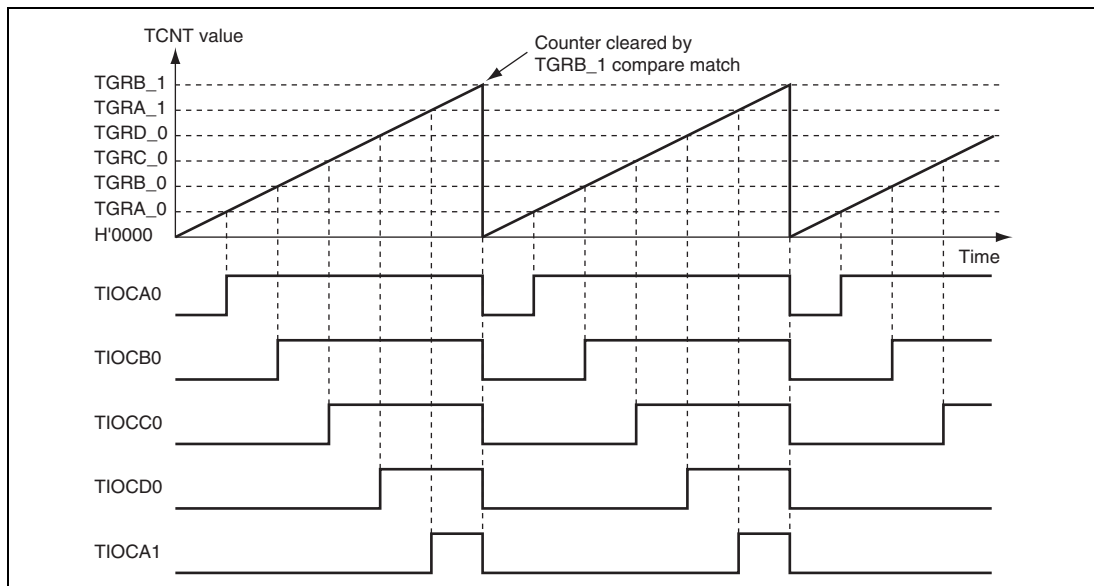 TCNT value
Counter cleared by
TGRB_1 compare match
TGRB_1
TGRA_1
TGRD_0
TGRC_0
TGRB_0
TGRA_0
H'0000
Time
TIOCA0
TIOCB0
TIOCC0
TIOCD0
TIOCA1